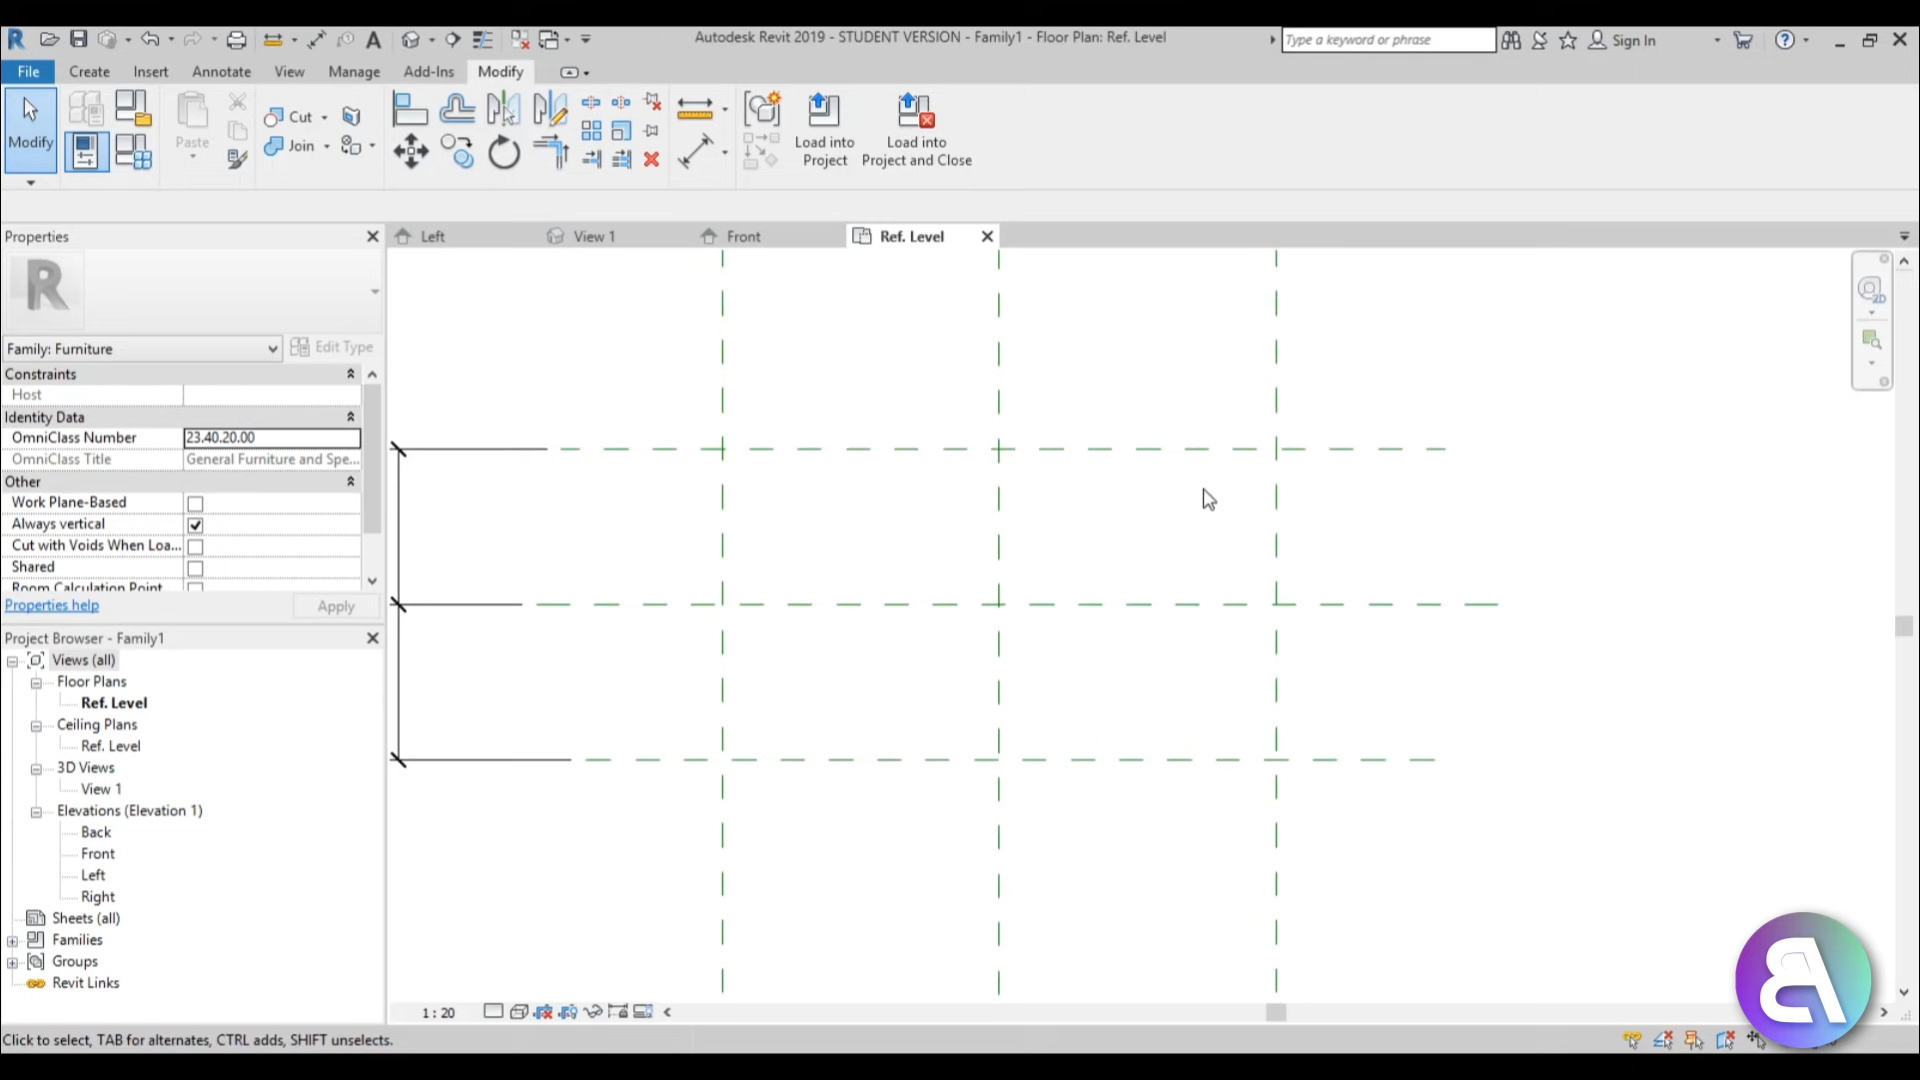 Autodesk Revit 2019 - STUDENT VERSION - Family1 - Floor Plan: Ref. Level
Type a keyword or phrase
Sign In
File Create Insert Annotate View Manage Add-Ins Modify
Modify
Paste
Cut
Join
Load into
Project
Load into
Project and Close
Properties
Left
View 1
Front
Ref. Level
Family: Furniture
Edit Type
Constraints
Host
Identity Data
OmniClass Number 23.40.20.00
OmniClass Title General Furniture and Spe...
Other
Work Plane-Based
Always vertical
Cut with Voids When Loa...
Shared
Room Calculation Point
Properties help
Apply
Project Browser - Family1
Views (all)
Floor Plans
Ref. Level
Ceiling Plans
Ref. Level
3D Views
View 1
Elevations (Elevation 1)
Back
Front
Left
Right
Sheets (all)
Families
Groups
Revit Links
2D
1 : 20
Click to select, TAB for alternates, CTRL adds, SHIFT unselects.